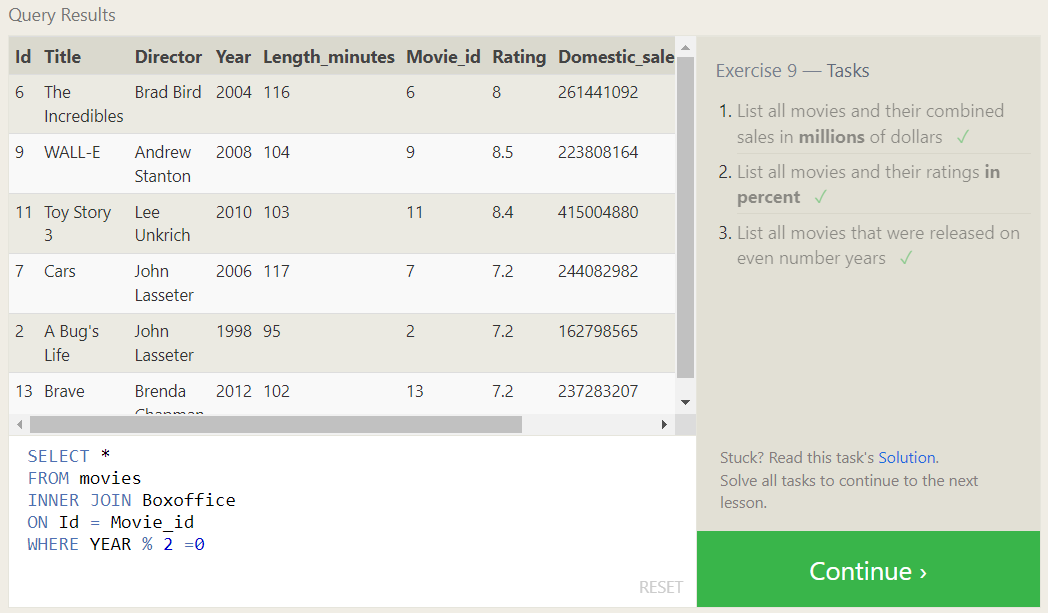 Query Results
Id Title Director Year Length_minutes Movie_id Rating Domestic_sale
6 The Brad Bird 2004 116 6 8 261441092
Incredibles
9 WALL-E Andrew 2008 104 9 8.5 223808164
Stanton
11 Toy Story Lee 2010 103 11 8.4 415004880
3 Unkrich
7 Cars John 2006 117 7 7.2 244082982
Lasseter
2 A Bug's John 1998 95 2 7.2 162798565
Life Lasseter
13 Brave Brenda 2012 102 13 7.2 237283207
Chapman
SELECT *
FROM movies
INNER JOIN Boxoffice
ON Id = Movie_id
WHERE YEAR % 2 =0
RESET
Exercise 9 — Tasks
1. List all movies and their combined
sales in millions of dollars ✓
2. List all movies and their ratings in
percent ✓
3. List all movies that were released on
even number years ✓
Stuck? Read this task's Solution.
Solve all tasks to continue to the next
lesson.
Continue ›